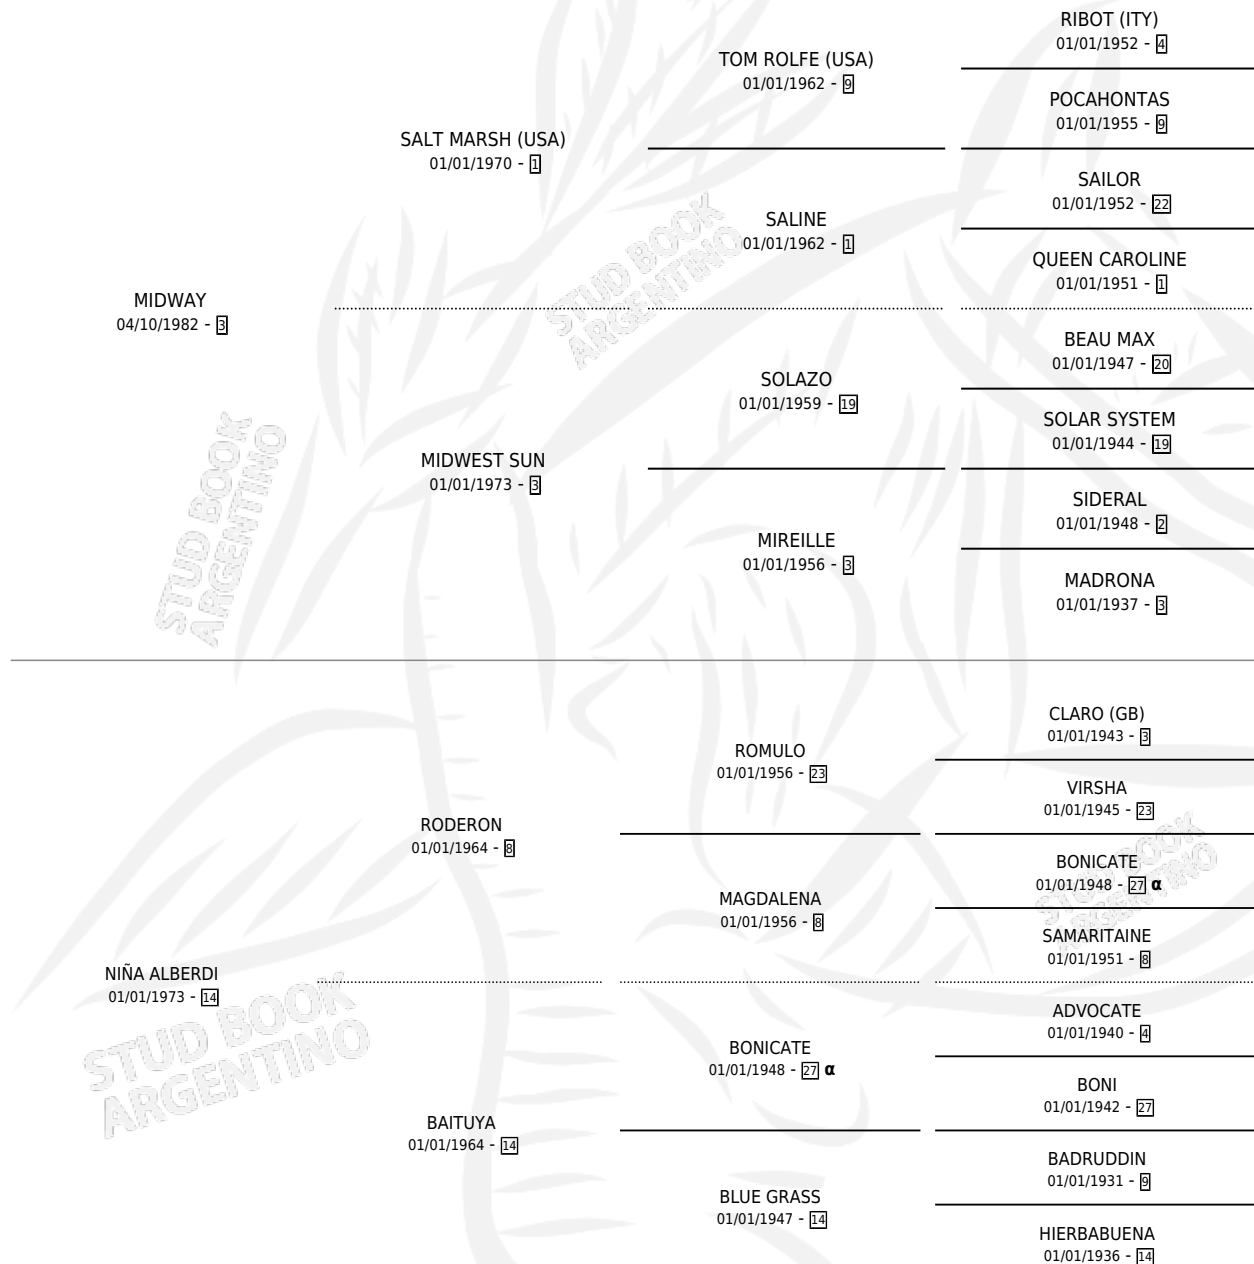 RIBOT (ITY)
01/01/1952 - 4
TOM ROLFE (USA)
01/01/1962 - 9
POCAHONTAS
01/01/1955 - 9
SALT MARSH (USA)
01/01/1970 - 1
SAILOR
01/01/1952 - 22
SALINE
01/01/1962 - 1
QUEEN CAROLINE
01/01/1951 - 1
MIDWAY
04/10/1982 - 3
BEAU MAX
01/01/1947 - 20
SOLAZO
01/01/1959 - 19
SOLAR SYSTEM
01/01/1944 - 19
MIDWEST SUN
01/01/1973 - 3
SIDERAL
01/01/1948 - 2
MIREILLE
01/01/1956 - 3
MADRONA
01/01/1937 - 3
CLARO (GB)
01/01/1943 - 3
ROMULO
01/01/1956 - 23
VIRSHA
01/01/1945 - 23
RODERON
01/01/1964 - 8
BONICATE
01/01/1948 - 27 α
MAGDALENA
01/01/1956 - 8
SAMARITAINE
01/01/1951 - 8
NIÑA ALBERDI
01/01/1973 - 14
ADVOCATE
01/01/1940 - 4
BONICATE
01/01/1948 - 27 α
BONI
01/01/1942 - 27
BAITUYA
01/01/1964 - 14
BADRUDDIN
01/01/1931 - 9
BLUE GRASS
01/01/1947 - 14
HIERBABUENA
01/01/1936 - 14
STUD BOOK
ARGENTINO
STUD BOOK
ARGENTINO
STUD BOOK
ARGENTINO
STUD BOOK
ARGENTINO